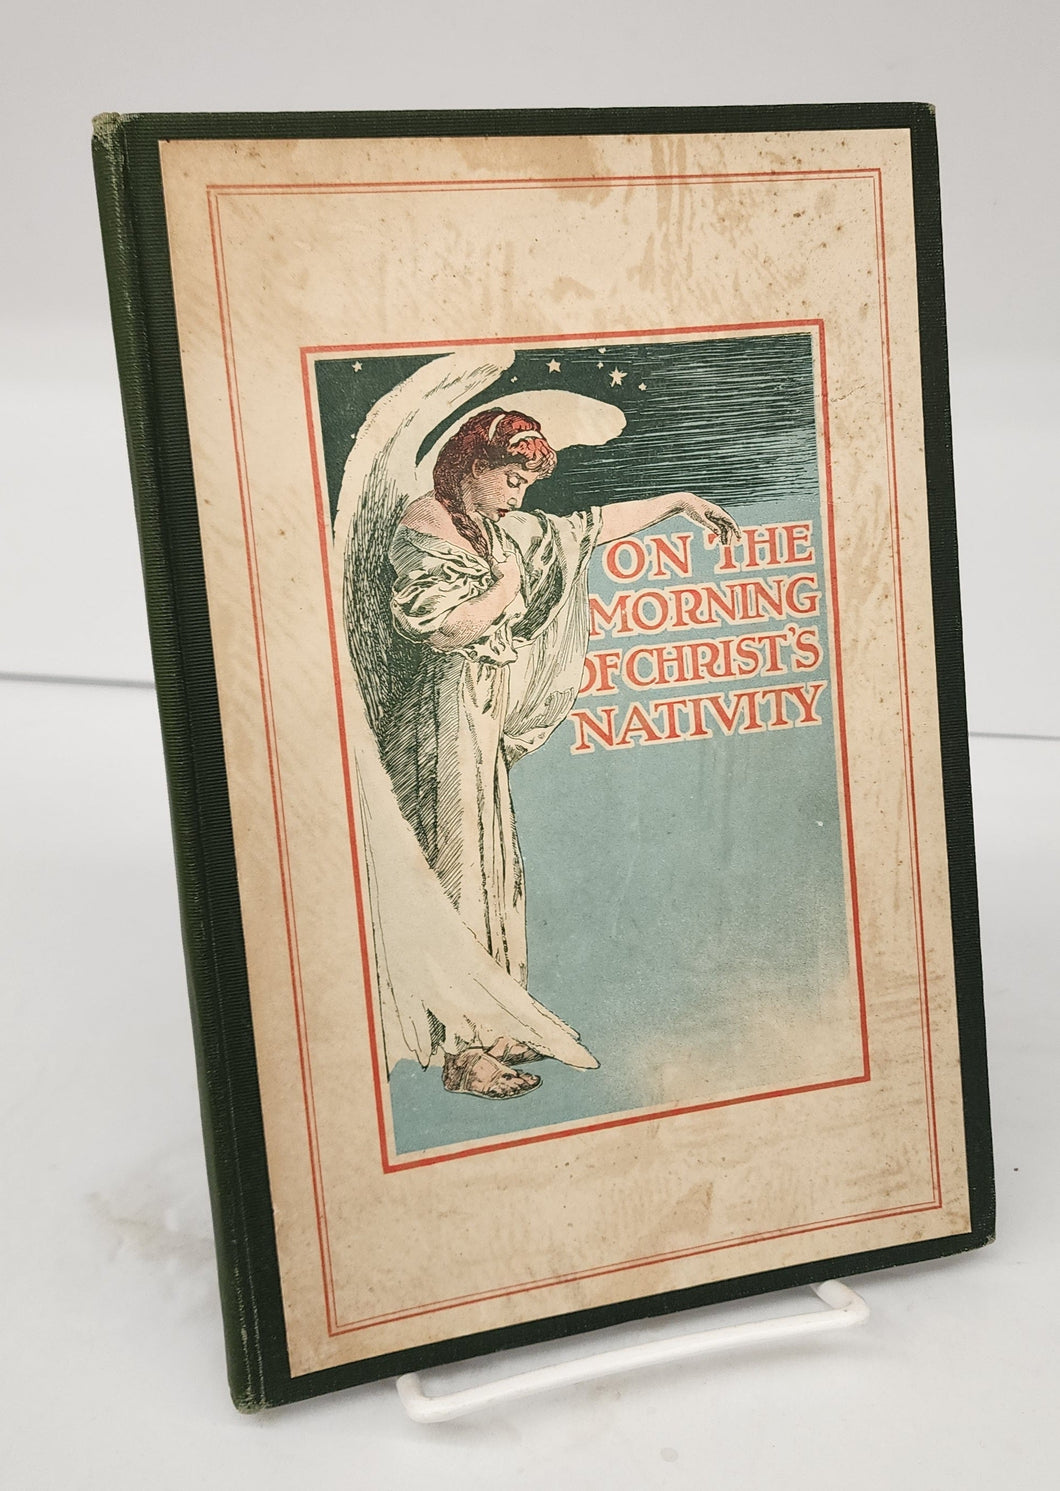 ON THE
MORNING
OF CHRIST'S
NATIVITY